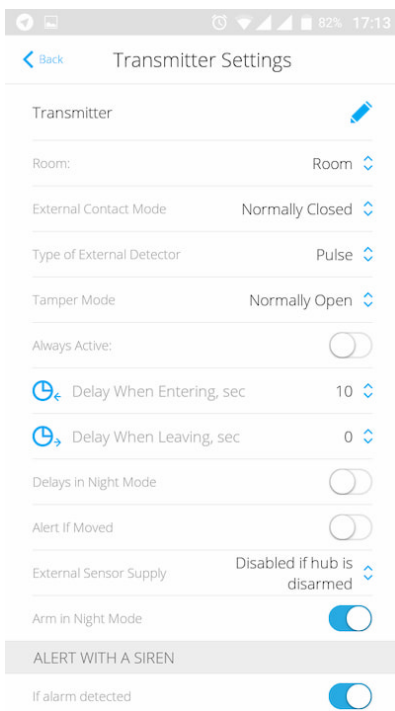 82% 17:13
Back Transmitter Settings
Transmitter
Room: Room
External Contact Mode Normally Closed
Type of External Detector Pulse
Tamper Mode Normally Open
Always Active:
Delay When Entering, sec 10
Delay When Leaving, sec 0
Delays in Night Mode
Alert If Moved
External Sensor Supply Disabled if hub is
disarmed
Arm in Night Mode
ALERT WITH A SIREN
If alarm detected